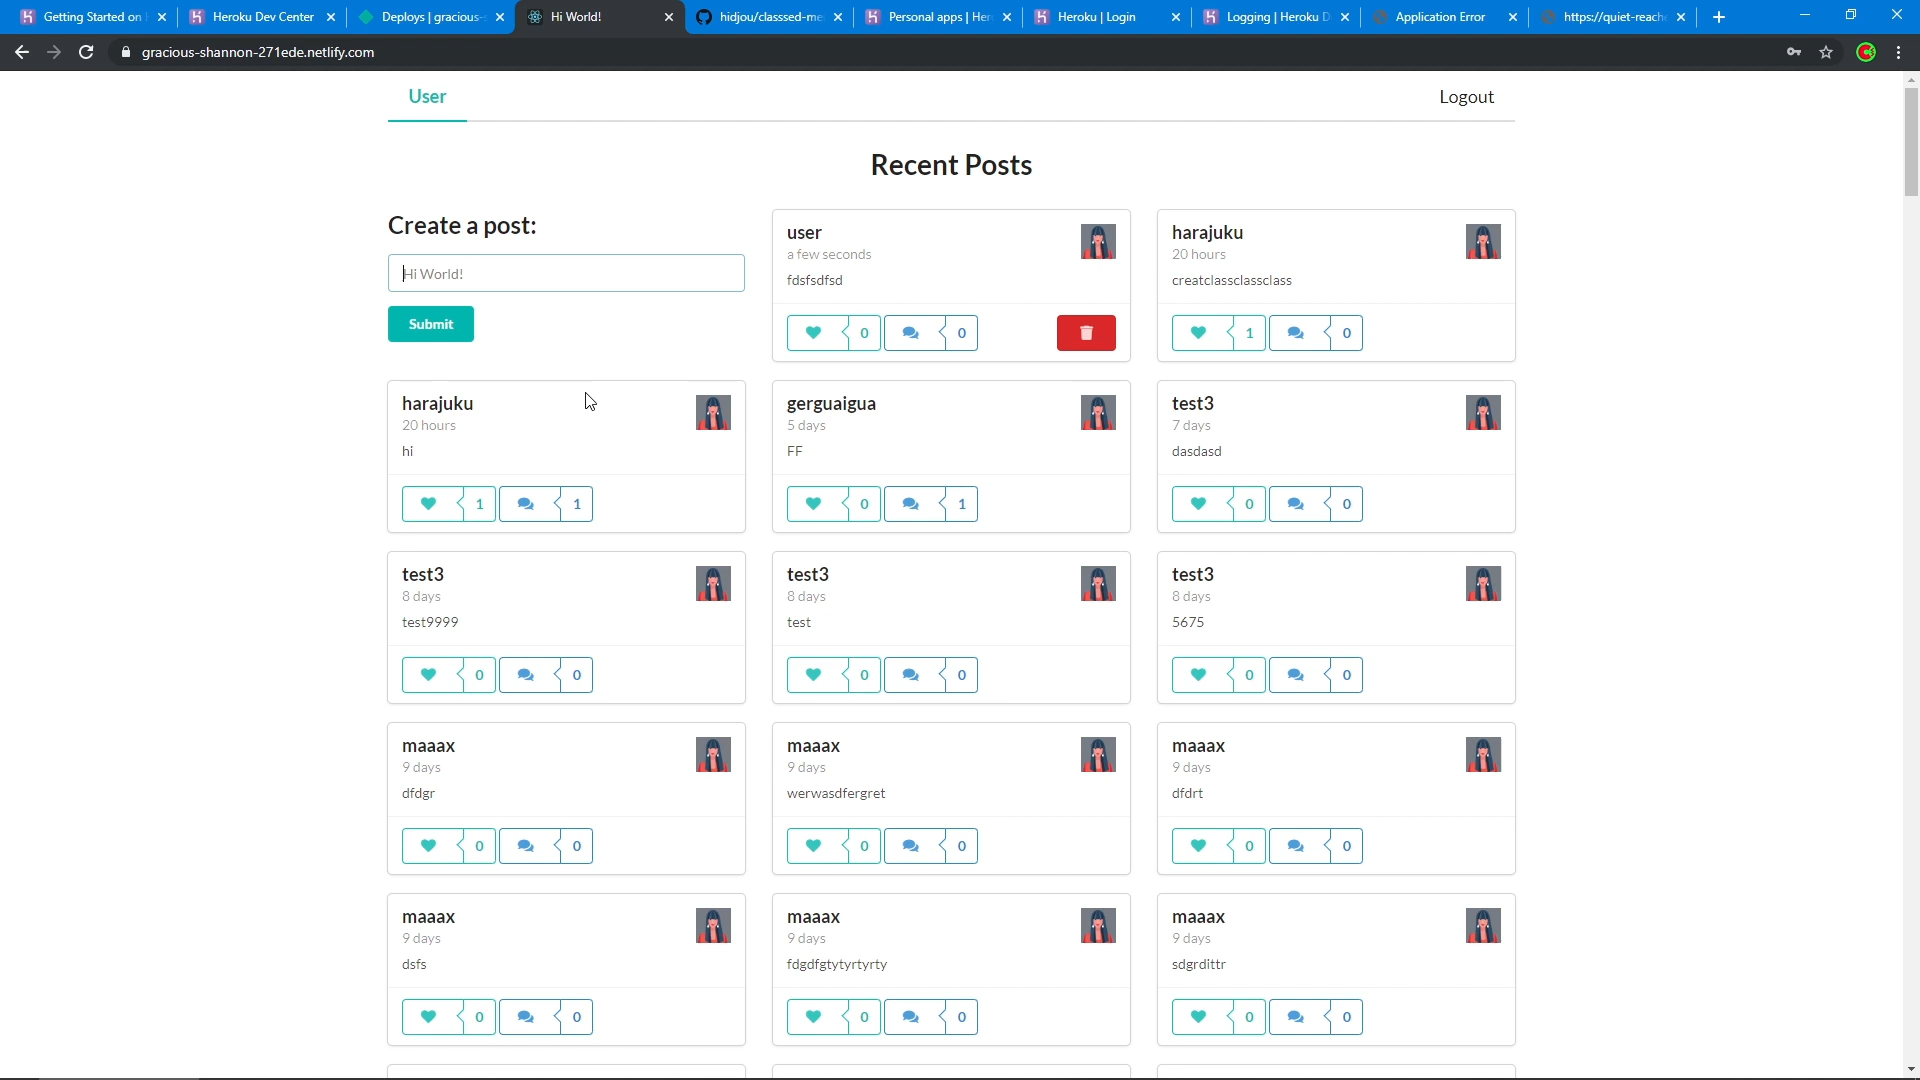 Getting Started on
Heroku Dev Center
Deploys | gracious-s
Hi World!
hidjou/classsed-me
Personal apps | Her
Heroku | Login
Logging | Heroku D
Application Error
https://quiet-reach
gracious-shannon-271ede.netlify.com
User
Logout
Recent Posts
Create a post:
Hi World!
Submit
user
a few seconds
fdsfsdfsd
0
0
harajuku
20 hours
creatclassclassclass
1
0
harajuku
20 hours
hi
1
1
gerguaigua
5 days
FF
0
1
test3
7 days
dasdasd
0
0
test3
8 days
test9999
0
0
test3
8 days
test
0
0
test3
8 days
5675
0
0
maaax
9 days
dfdgr
0
0
maaax
9 days
werwasdfergret
0
0
maaax
9 days
dfdrt
0
0
maaax
9 days
dsfs
0
0
maaax
9 days
fdgdfgtytyrtyrty
0
0
maaax
9 days
sdgrdittr
0
0